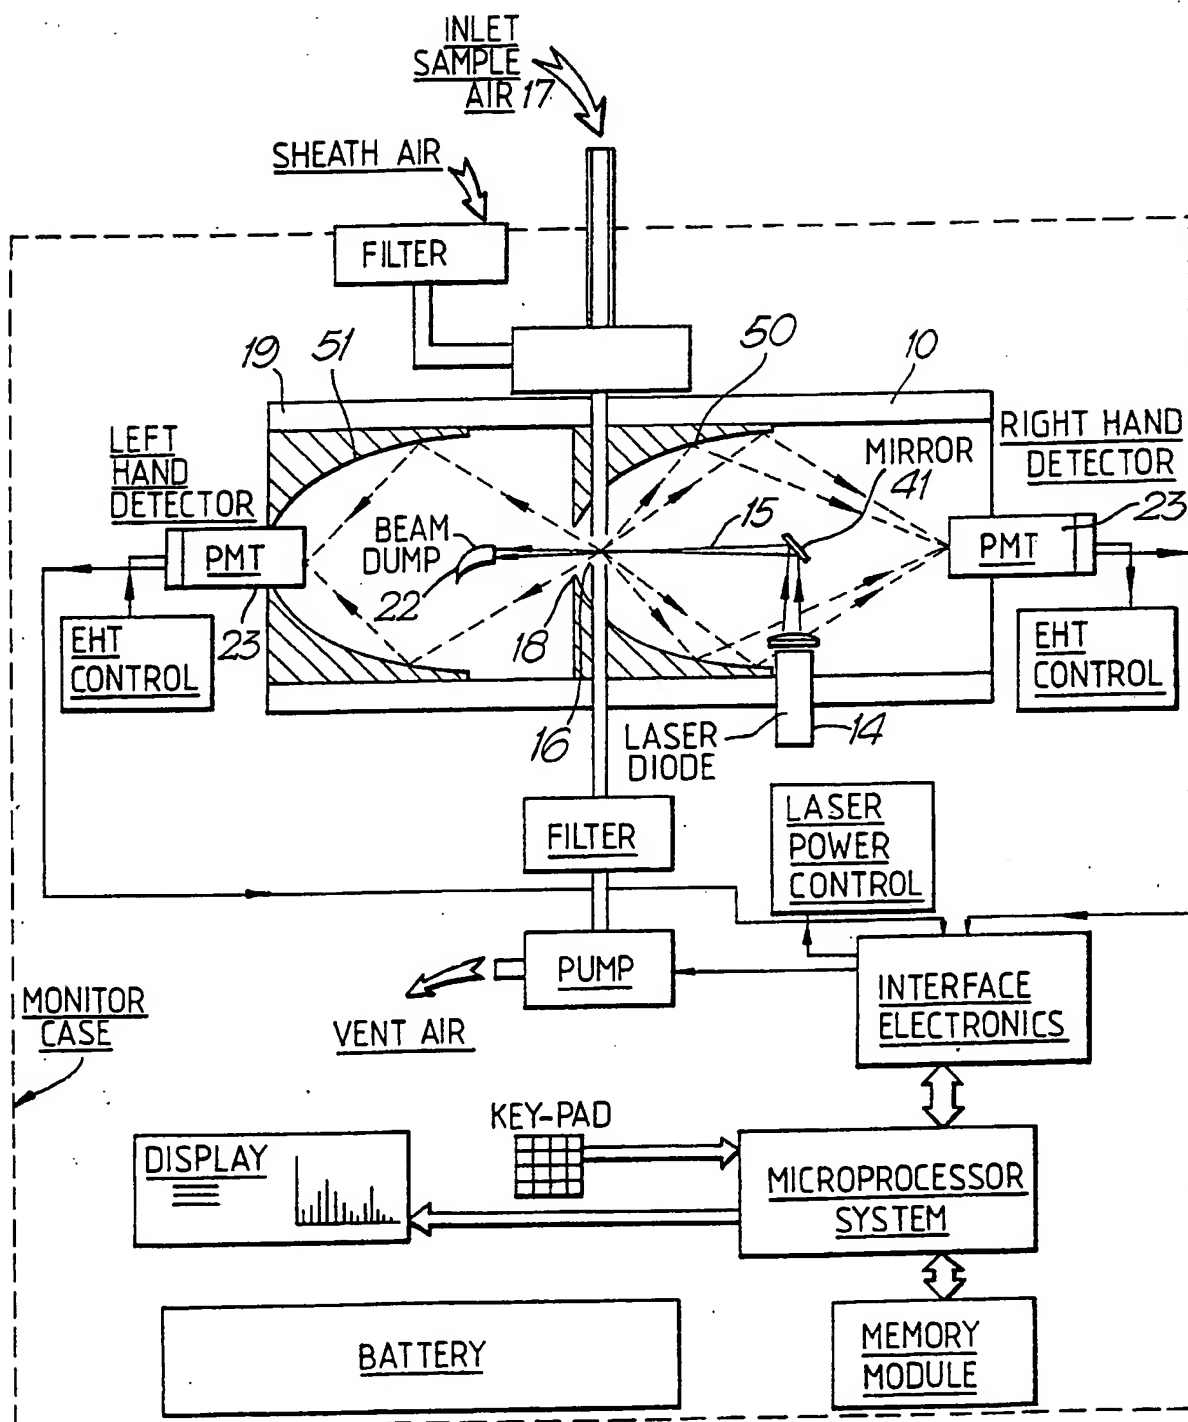 INLET
SAMPLE
AIR 17
SHEATH AIR
FILTER
19
51
50
10
LEFT
HAND
DETECTOR
RIGHT HAND
DETECTOR
MIRROR
41
15
23
PMT
BEAM
DUMP
PMT
22
23
18
EHT
CONTROL
EHT
CONTROL
16
LASER
DIODE
14
FILTER
LASER
POWER
CONTROL
PUMP
INTERFACE
ELECTRONICS
MONITOR
CASE
VENT AIR
KEY-PAD
DISPLAY
MICROPROCESSOR
SYSTEM
BATTERY
MEMORY
MODULE